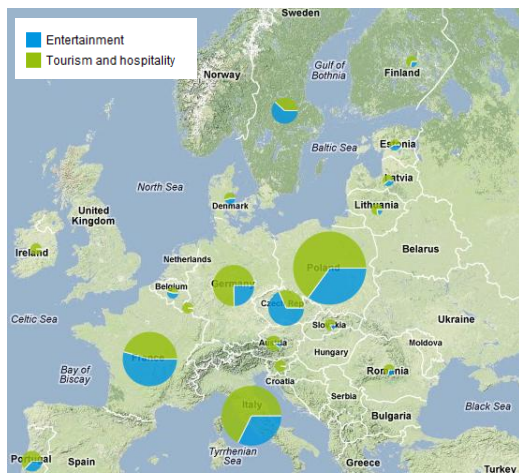 Entertainment
Tourism and hospitality
Sweden
Norway
Gulf of
Bothnia
Finland
Baltic Sea
Estonia
Latvia
Lithuania
North Sea
Denmark
United
Kingdom
Ireland
Netherlands
Belgium
Germany
Poland
Belarus
Celtic Sea
Czech Rep
Slovakia
Ukraine
France
Austria
Hungary
Moldova
Bay of
Biscay
Croatia
Romania
Serbia
Italy
Bulgaria
Black Sea
Portugal
Spain
Tyrrhenian
Sea
Greece
Turkey